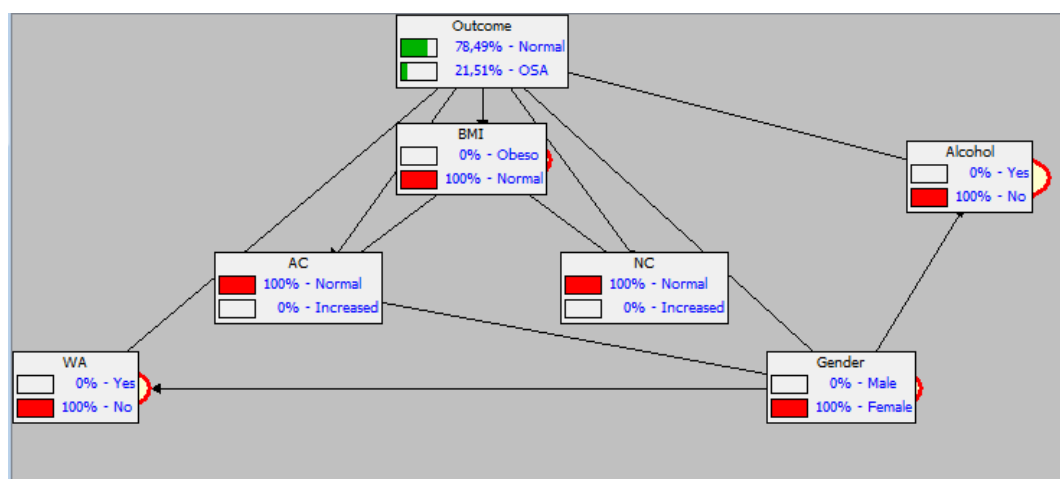 Outcome
78,49% - Normal
21,51% - OSA
BMI
0% - Obeso
100% - Normal
Alcohol
0% - Yes
100% - No
AC
100% - Normal
0% - Increased
NC
100% - Normal
0% - Increased
WA
0% - Yes
100% - No
Gender
0% - Male
100% - Female